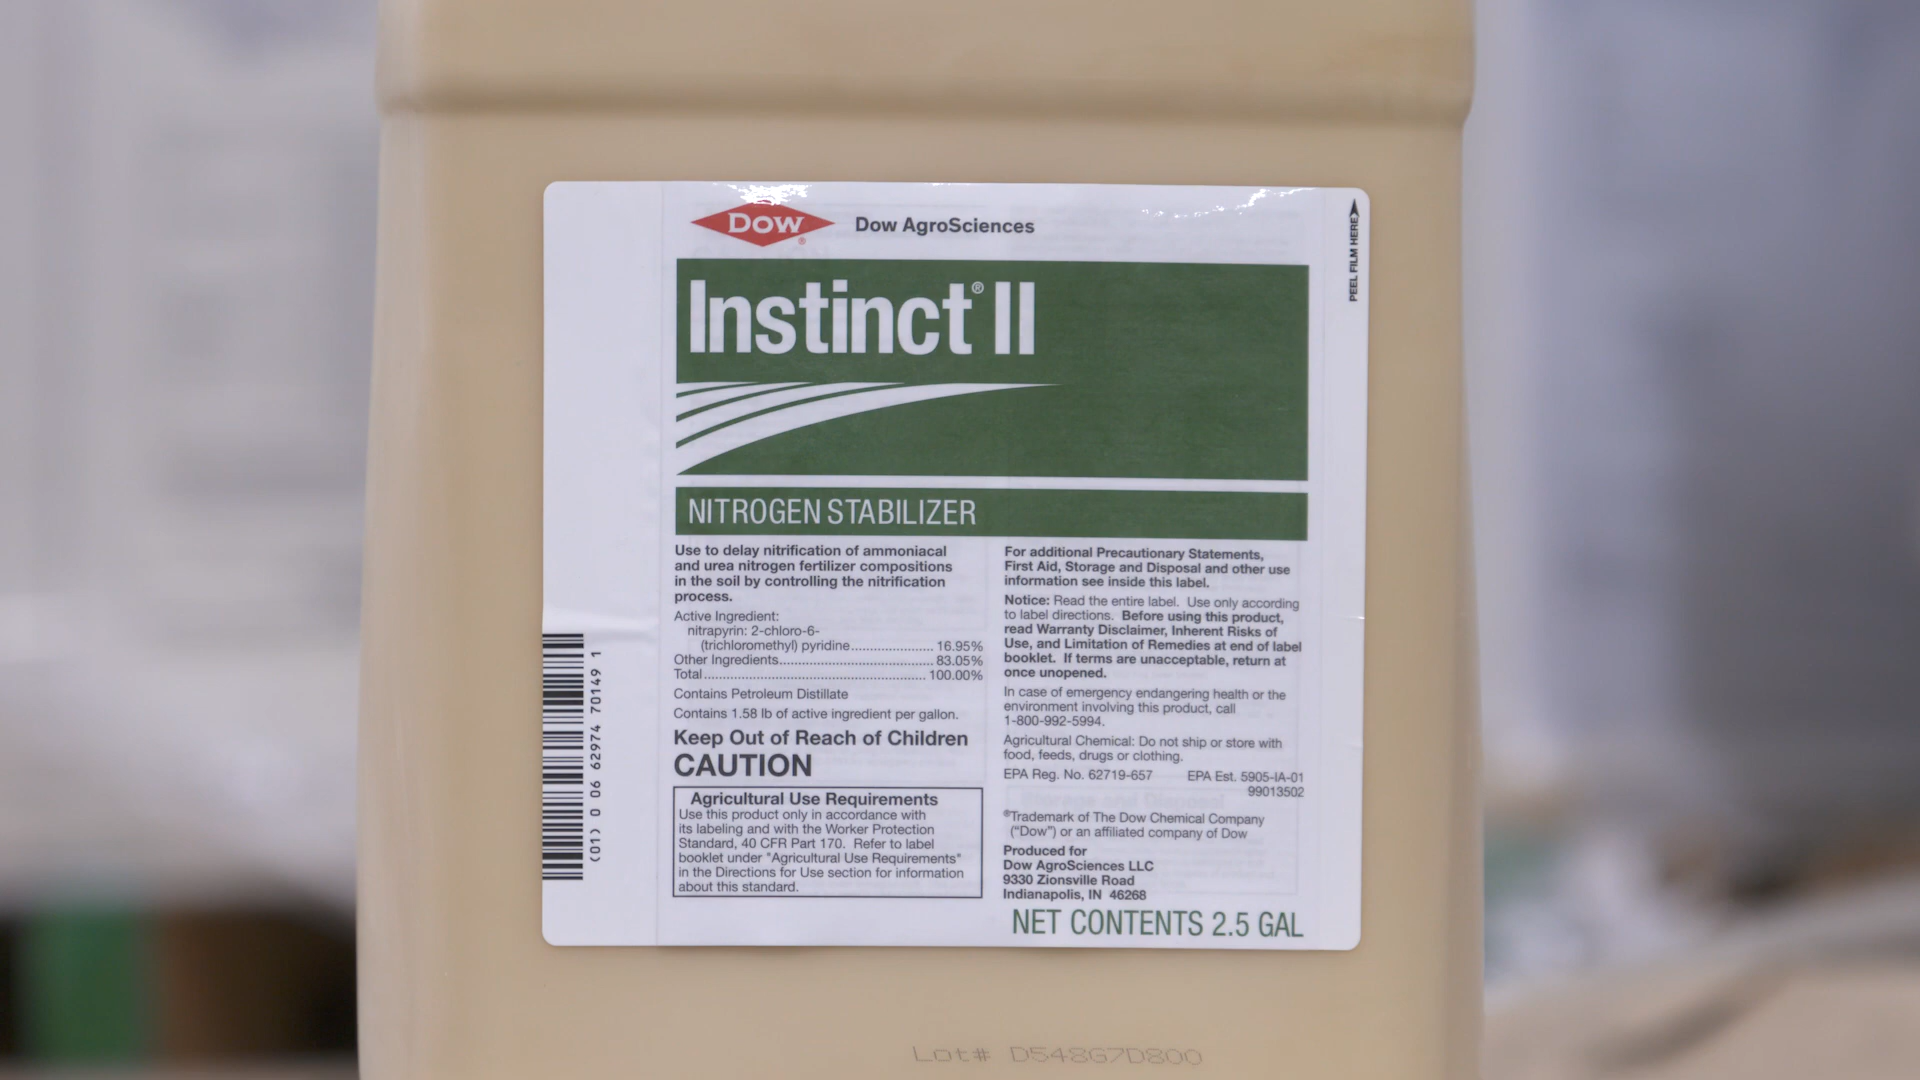 DOW®
Dow AgroSciences
PEEL FILM HERE
Instinct® II
NITROGEN STABILIZER
Use to delay nitrification of ammoniacal
and urea nitrogen fertilizer compositions
in the soil by controlling the nitrification
process.
Active Ingredient:
nitrapyrin: 2-chloro-6-
(trichloromethyl) pyridine.................... 16.95%
Other Ingredients...................................... 83.05%
Total....................................................... 100.00%
Contains Petroleum Distillate
Contains 1.58 lb of active ingredient per gallon.
Keep Out of Reach of Children
CAUTION
Agricultural Use Requirements
Use this product only in accordance with
its labeling and with the Worker Protection
Standard, 40 CFR Part 170. Refer to label
booklet under "Agricultural Use Requirements"
in the Directions for Use section for information
about this standard.
For additional Precautionary Statements,
First Aid, Storage and Disposal and other use
information see inside this label.
Notice: Read the entire label. Use only according
to label directions. Before using this product,
read Warranty Disclaimer, Inherent Risks of
Use, and Limitation of Remedies at end of label
booklet. If terms are unacceptable, return at
once unopened.
In case of emergency endangering health or the
environment involving this product, call
1-800-992-5994.
Agricultural Chemical: Do not ship or store with
food, feeds, drugs or clothing.
EPA Reg. No. 62719-657 EPA Est. 5905-IA-01
99013502
®Trademark of The Dow Chemical Company
("Dow") or an affiliated company of Dow
Produced for
Dow AgroSciences LLC
9330 Zionsville Road
Indianapolis, IN 46268
NET CONTENTS 2.5 GAL
(01) 0 06 62974 70149 1
Lot# D548G7D800